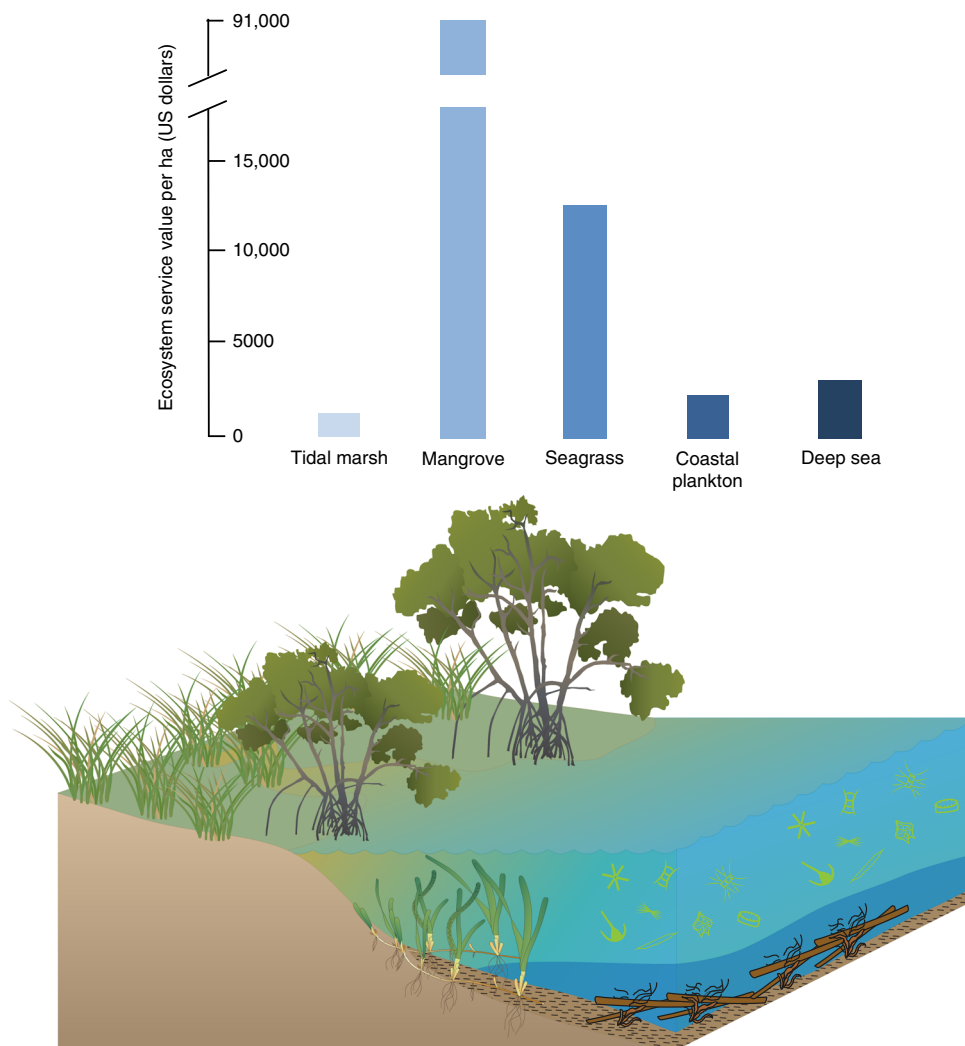 Ecosystem service value per ha (US dollars)
91,000
15,000
10,000
5000
0
Tidal marsh
Mangrove
Seagrass
Coastal
plankton
Deep sea